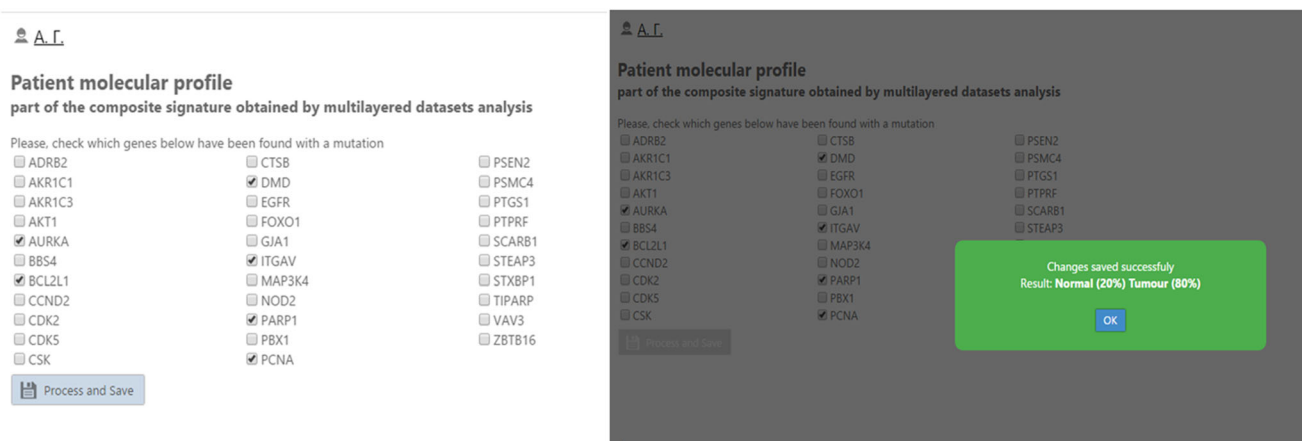 А. Г.
Patient molecular profile
part of the composite signature obtained by multilayered datasets analysis
Please, check which genes below have been found with a mutation
ADRB2 CTSB PSEN2
AKR1C1 DMD PSMC4
AKR1C3 EGFR PTGS1
AKT1 FOXO1 PTPRF
AURKA GJA1 SCARB1
BBS4 ITGAV STEAP3
BCL2L1 MAP3K4 STXBP1
CCND2 NOD2 TIPARP
CDK2 PARP1 VAV3
CDK5 PBX1 ZBTB16
CSK PCNA
Process and Save
А. Г.
Patient molecular profile
part of the composite signature obtained by multilayered datasets analysis
Please, check which genes below have been found with a mutation
ADRB2 CTSB PSEN2
AKR1C1 DMD PSMC4
AKR1C3 EGFR PTGS1
AKT1 FOXO1 PTPRF
AURKA GJA1 SCARB1
BBS4 ITGAV STEAP3
BCL2L1 MAP3K4
CCND2 NOD2
CDK2 PARP1
CDK5 PBX1
CSK PCNA
Process and Save
Changes saved successfuly
Result: Normal (20%) Tumour (80%)
OK